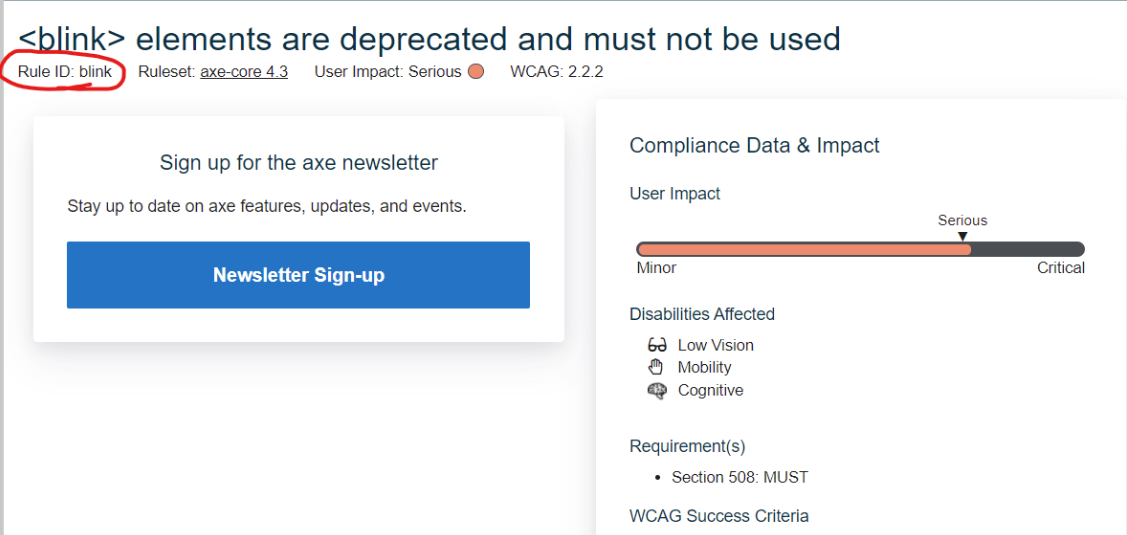 <blink> elements are deprecated and must not be used
Rule ID: blink Ruleset: axe-core 4.3 User Impact: Serious WCAG: 2.2.2
Sign up for the axe newsletter
Stay up to date on axe features, updates, and events.
Newsletter Sign-up
Compliance Data & Impact
User Impact
Serious
Minor Critical
Disabilities Affected
Low Vision
Mobility
Cognitive
Requirement(s)
• Section 508: MUST
WCAG Success Criteria